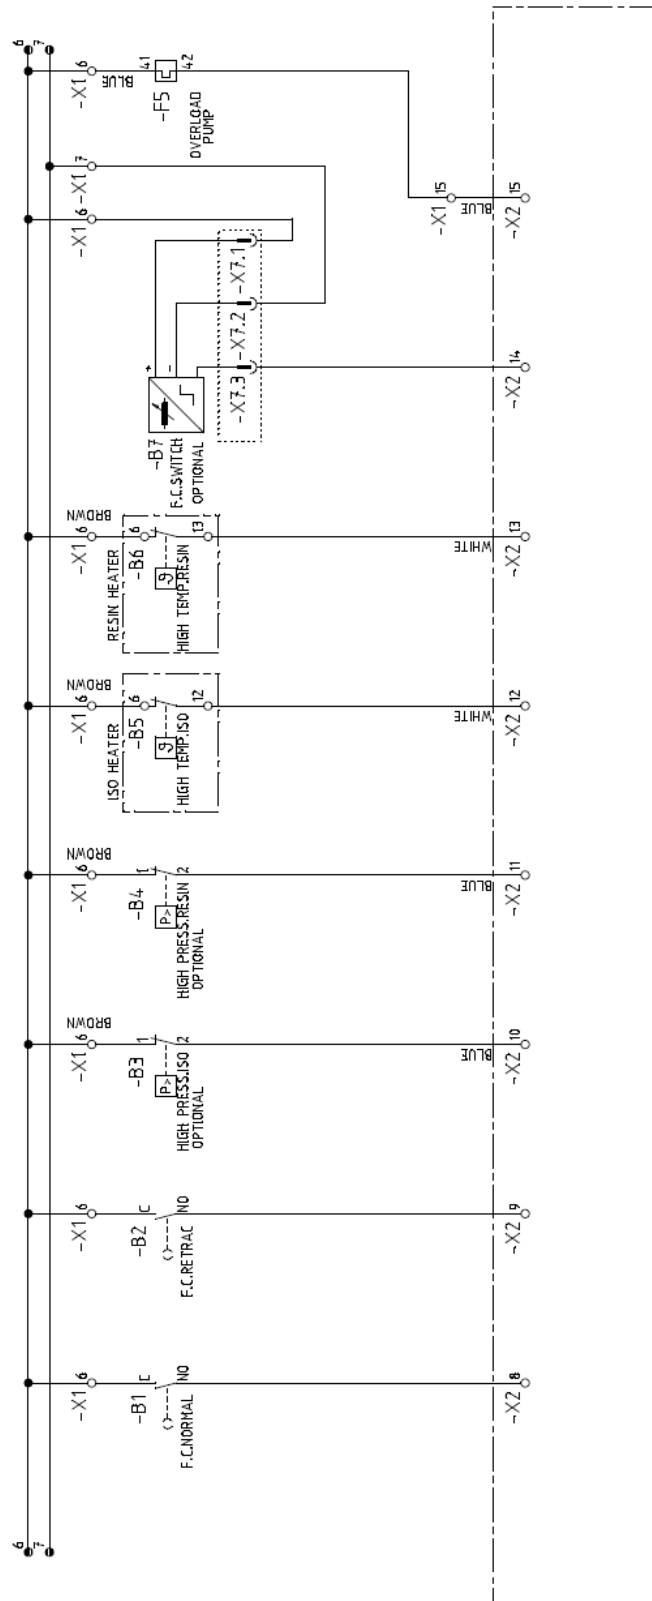 6
7
-X1 6
BLUE
41
42
-F5
OVERLOAD
PUMP
-X1 7
-X1 6
-X1 15
BLUE
-X2 15
-X7.1
-X7.2
-X7.3
+
-
-B7
F.C.SWITCH
OPTIONAL
-X2 14
BROWN
-X1 6
6
-B6
13
RESIN HEATER
ϑ
HIGH TEMP.RESIN
WHITE
-X2 13
BROWN
-X1 6
6
-B5
12
ISO HEATER
ϑ
HIGH TEMP.ISO
WHITE
-X2 12
BROWN
-X1 6
1
-B4
2
P>
HIGH PRESS.RESIN
OPTIONAL
BLUE
-X2 11
BROWN
-X1 6
1
-B3
2
P>
HIGH PRESS.ISO
OPTIONAL
BLUE
-X2 10
-X1 6
C
-B2
NO
F.C.RETRAC
-X2 9
-X1 6
C
-B1
NO
F.C.NORMAL
-X2 8
6
7